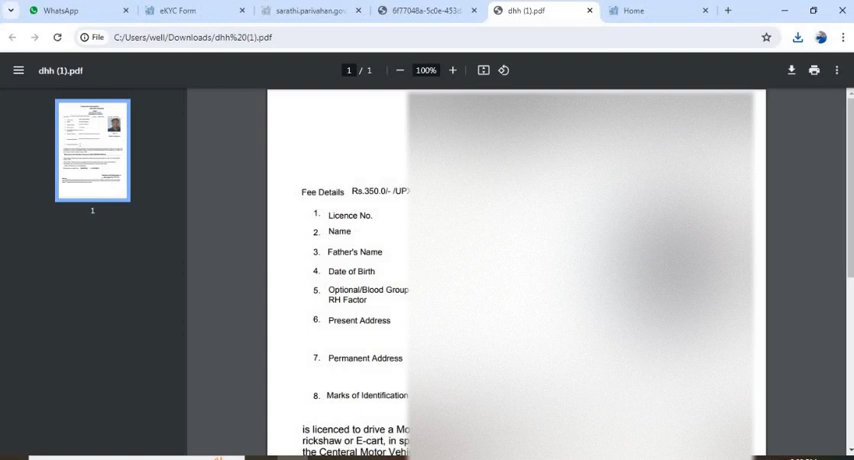 WhatsApp
eKYC Form
sarathi.parivahan.gov
6f77048a-5c0e-453d
dhh (1).pdf
Home
File
C:/Users/well/Downloads/dhh%20(1).pdf
dhh (1).pdf
1 / 1
100%
1
Fee Details Rs.350.0/- /UP
1. Licence No.
2. Name
3. Father's Name
4. Date of Birth
5. Optional/Blood Group
RH Factor
6. Present Address
7. Permanent Address
8. Marks of Identification
is licenced to drive a Mo
rickshaw or E-cart, in sp
the Centeral Motor Vehi